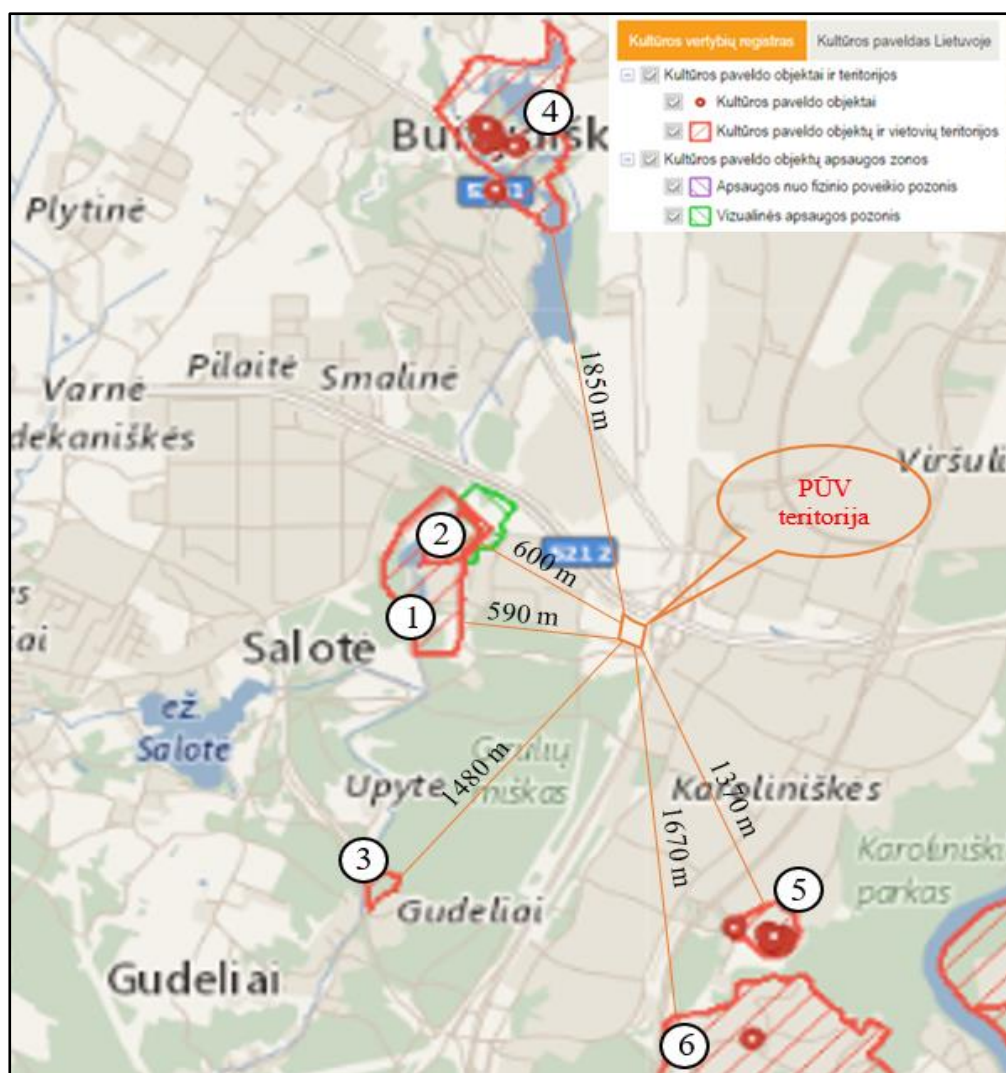 Kultūros vertybių registras
Kultūros paveldas Lietuvoje
Kultūros paveldo objektai ir teritorijos
Kultūros paveldo objektai
Kultūros paveldo objektų ir vietovių teritorijos
Kultūros paveldo objektų apsaugos zonos
Apsaugos nuo fizinio poveikio pozonis
Vizualinės apsaugos pozonis
4
Plytinė
1850 m
Pilaitė
Smalinė
Varnė
dekaniškės
Viršuli
PŪV
teritorija
2
600 m
521 2
1
590 m
Salotė
ež
Salotė
1480 m
miškas
Upytė
Karoliniškės
1370 m
1670 m
3
Karoliniški
parkas
5
Gudeliai
Gudeliai
6